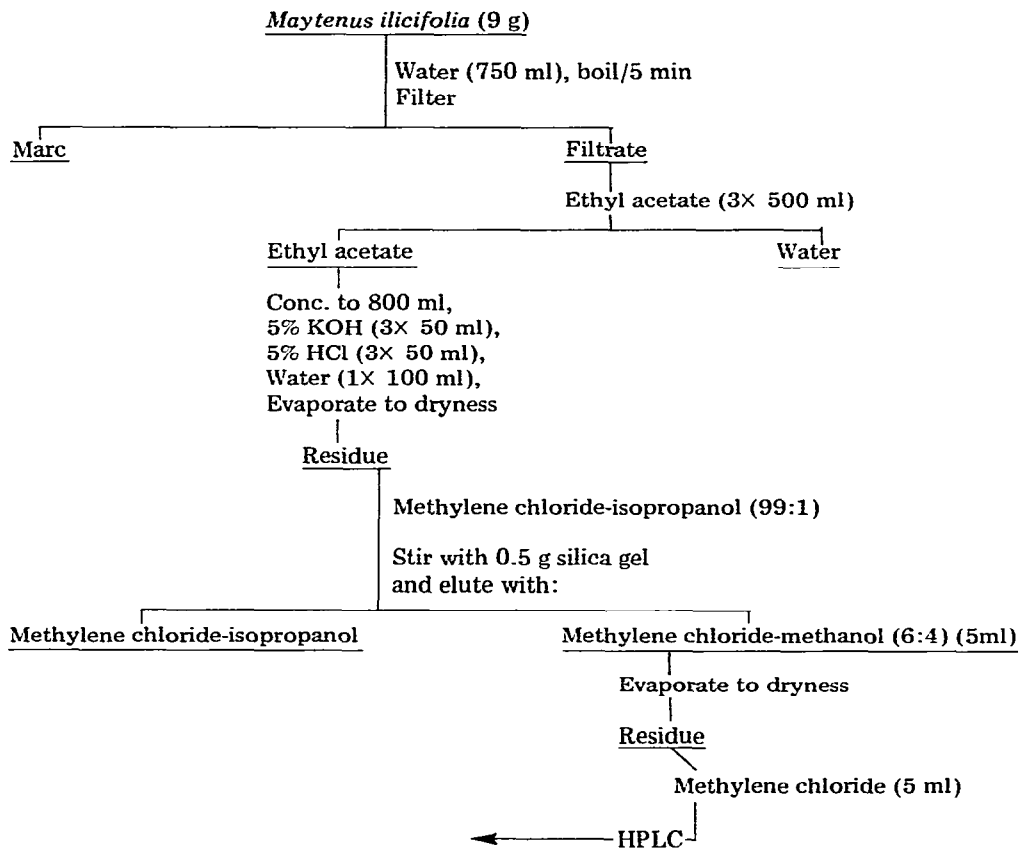 Maytenus ilicifolia (9 g)
Water (750 ml), boil/5 min
Filter
Marc
Filtrate
Ethyl acetate (3× 500 ml)
Ethyl acetate
Water
Conc. to 800 ml,
5% KOH (3× 50 ml),
5% HCl (3× 50 ml),
Water (1× 100 ml),
Evaporate to dryness
Residue
Methylene chloride-isopropanol (99:1)
Stir with 0.5 g silica gel
and elute with:
Methylene chloride-isopropanol
Methylene chloride-methanol (6:4) (5ml)
Evaporate to dryness
Residue
Methylene chloride (5 ml)
HPLC